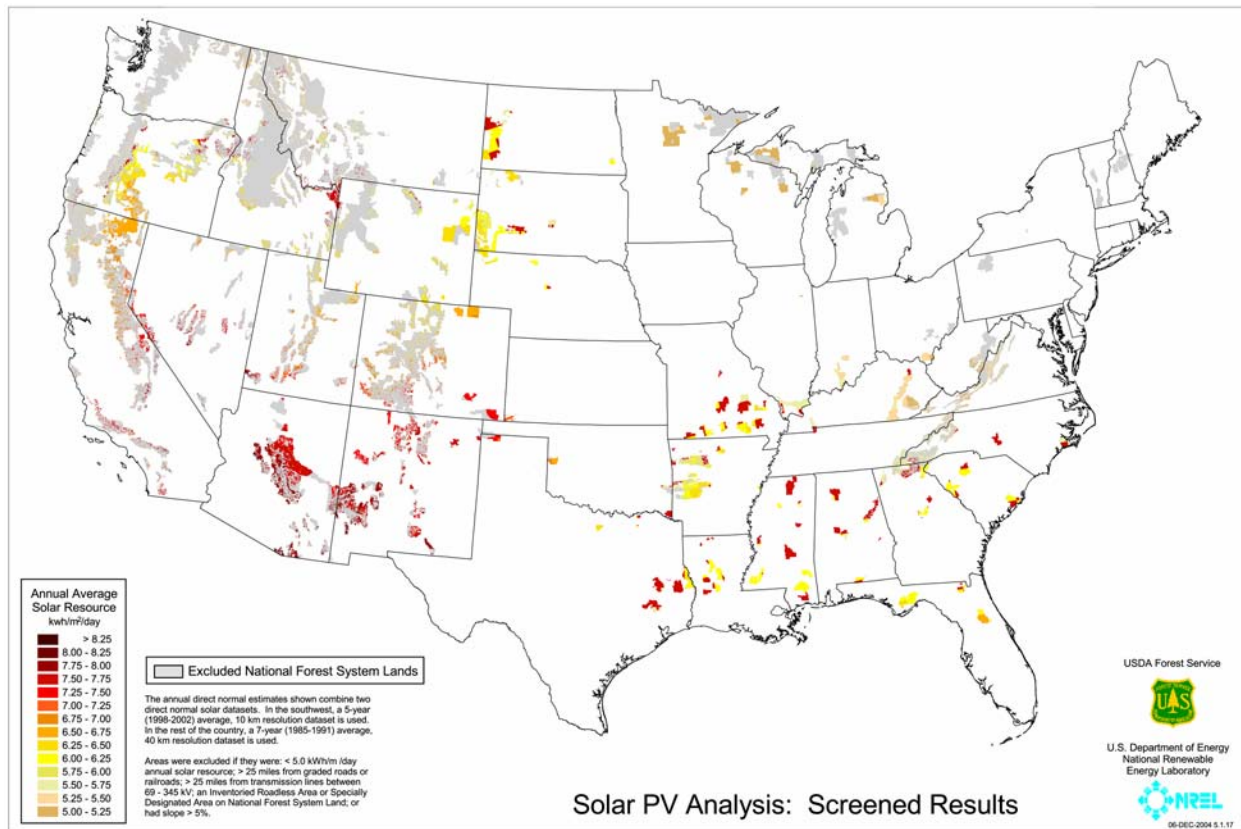 Annual Average
Solar Resource
kwh/m²/day
> 8.25
8.00 - 8.25
7.75 - 8.00
7.50 - 7.75
7.25 - 7.50
7.00 - 7.25
6.75 - 7.00
6.50 - 6.75
6.25 - 6.50
6.00 - 6.25
5.75 - 6.00
5.50 - 5.75
5.25 - 5.50
5.00 - 5.25
Excluded National Forest System Lands
The annual direct normal estimates shown combine two
direct normal solar datasets. In the southwest, a 5-year
(1998-2002) average, 10 km resolution dataset is used.
In the rest of the country, a 7-year (1985-1991) average,
40 km resolution dataset is used.
Areas were excluded if they were: < 5.0 kWh/m /day
annual solar resource; > 25 miles from graded roads or
railroads; > 25 miles from transmission lines between
69 - 345 kV; an Inventoried Roadless Area or Specially
Designated Area on National Forest System Land; or
had slope > 5%.
Solar PV Analysis: Screened Results
USDA Forest Service
U S
U.S. Department of Energy
National Renewable
Energy Laboratory
NREL
06-DEC-2004 5.1.17